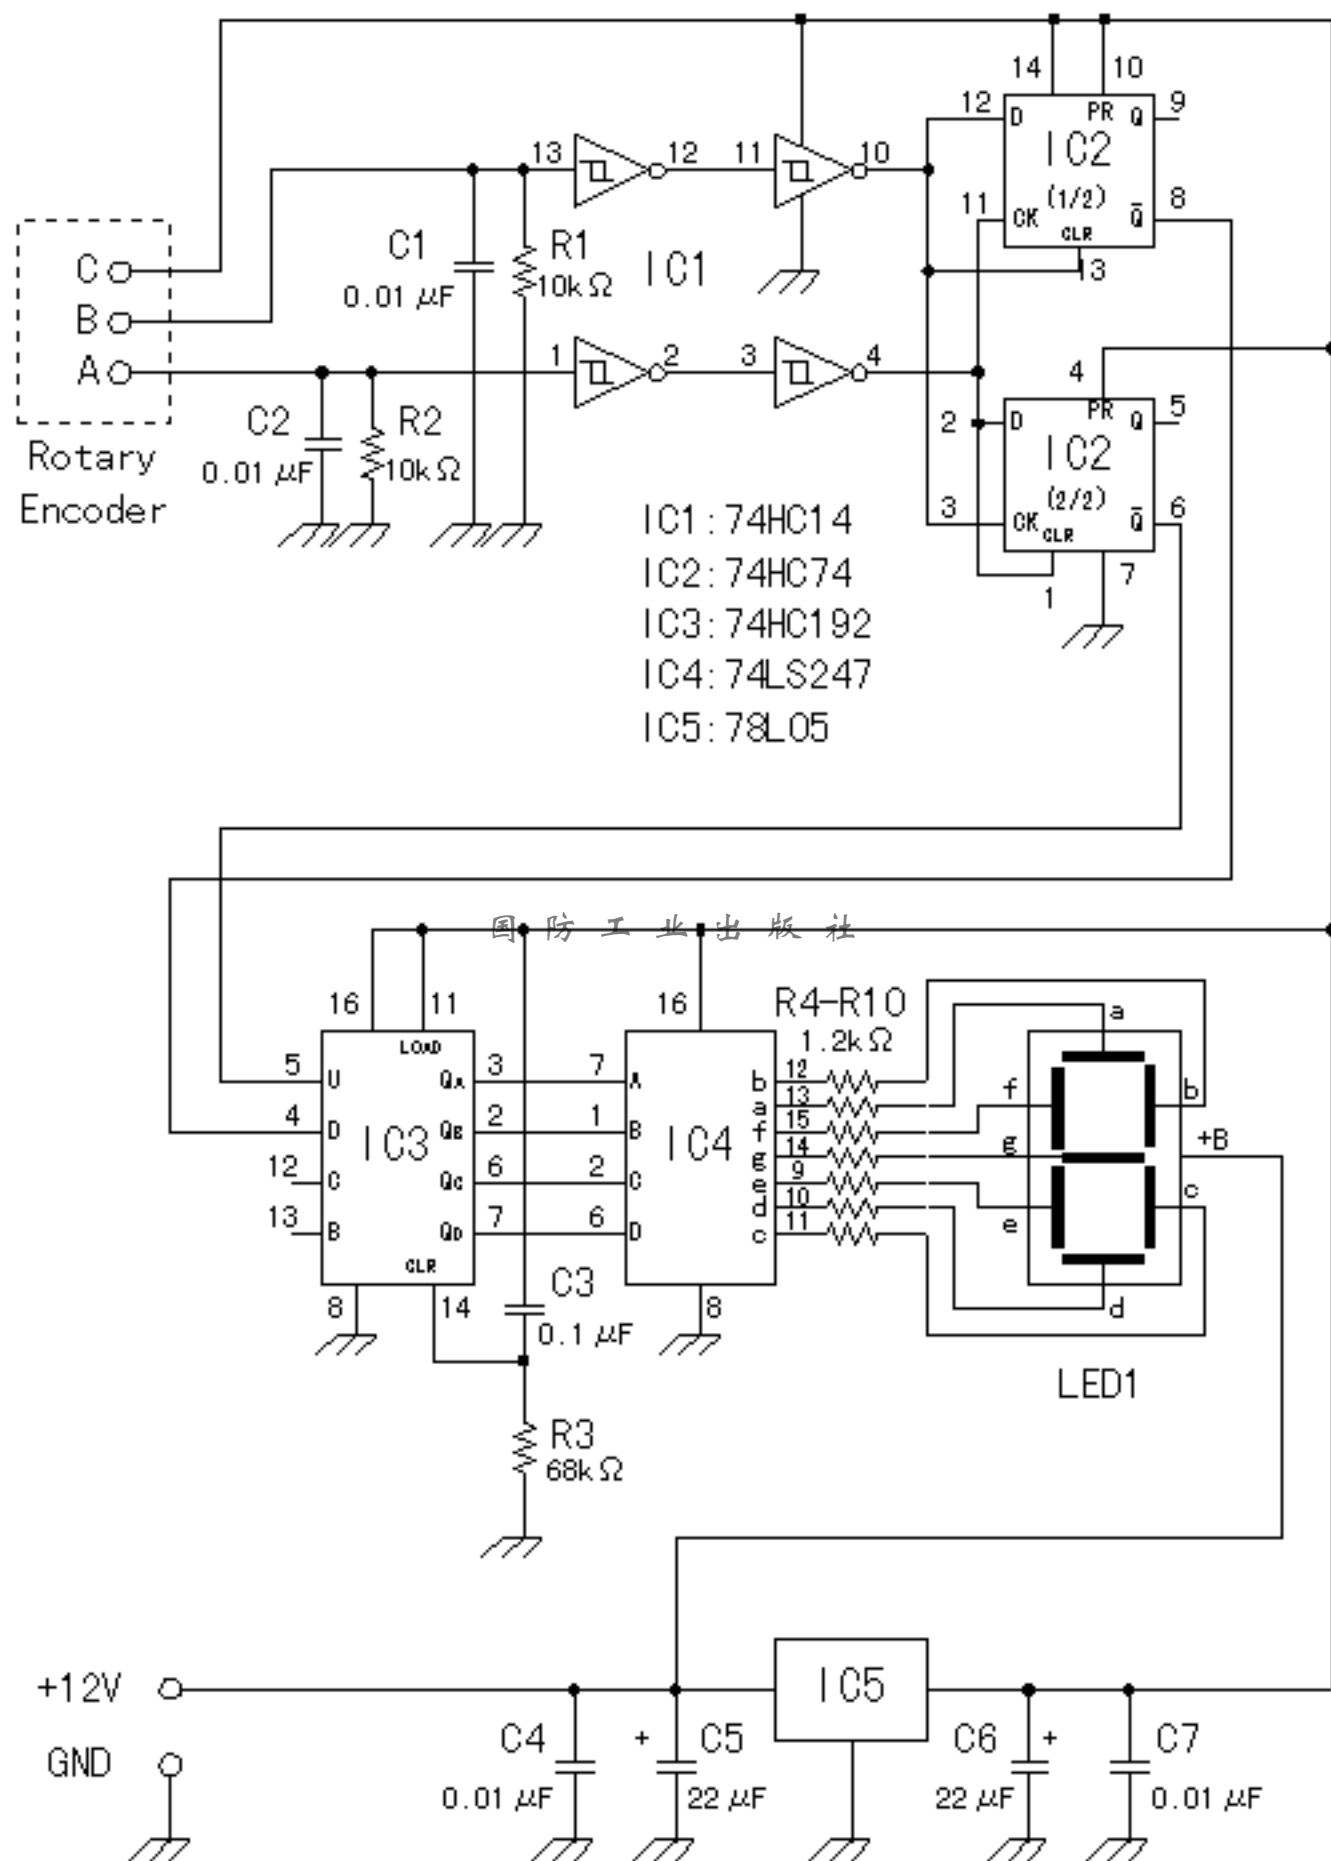 14 10
12 D PR Q 9
IC2
(1/2)
11 CK CLR Q̅ 8
13
13 12 11 10
C1
0.01 μF
R1
10kΩ
IC1
C
B
A
Rotary
Encoder
1 2 3 4
C2
0.01 μF
R2
10kΩ
4
2 D PR Q 5
IC2
(2/2)
3 CK CLR Q̅ 6
1 7
IC1:74HC14
IC2:74HC74
IC3:74HC192
IC4:74LS247
IC5:78L05
国防工业出版社
16 11
LOAD
5 U QA 3
4 D QB 2
IC3
12 C QC 6
13 B QD 7
CLR
8 14
16
7 A b 12
a 13
1 B f 15
IC4
g 14
2 C e 9
d 10
6 D c 11
8
R4-R10
1.2kΩ
a
f b
g +B
e c
d
LED1
C3
0.1 μF
R3
68kΩ
+12V
GND
IC5
C4
0.01 μF
+ C5
22 μF
C6 +
22 μF
C7
0.01 μF